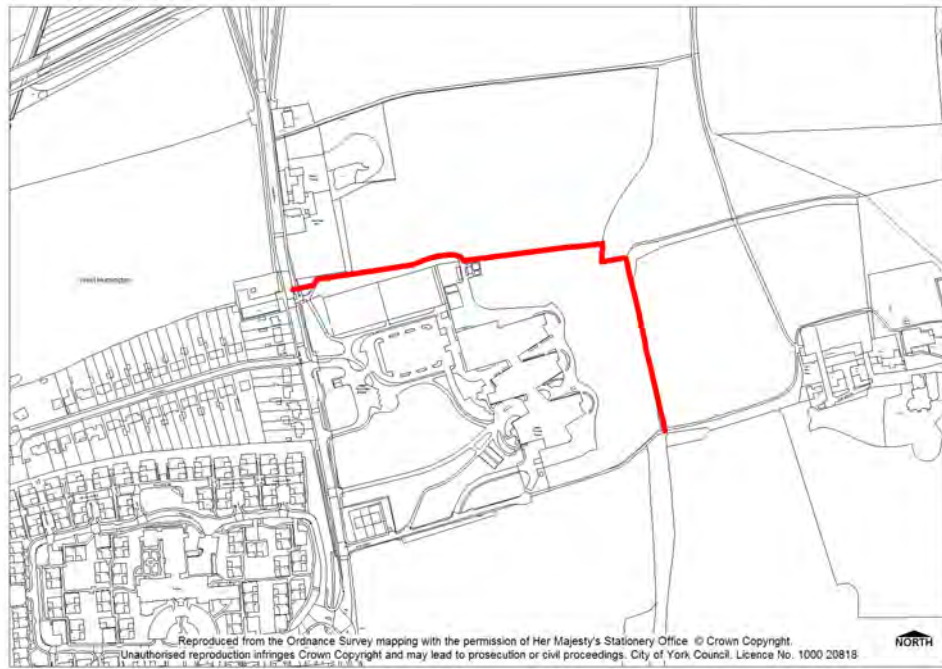 Reproduced from the Ordnance Survey mapping with the permission of Her Majesty's Stationery Office © Crown Copyright.
Unauthorised reproduction infringes Crown Copyright and may lead to prosecution or civil proceedings. City of York Council. Licence No. 1000 20818
NORTH